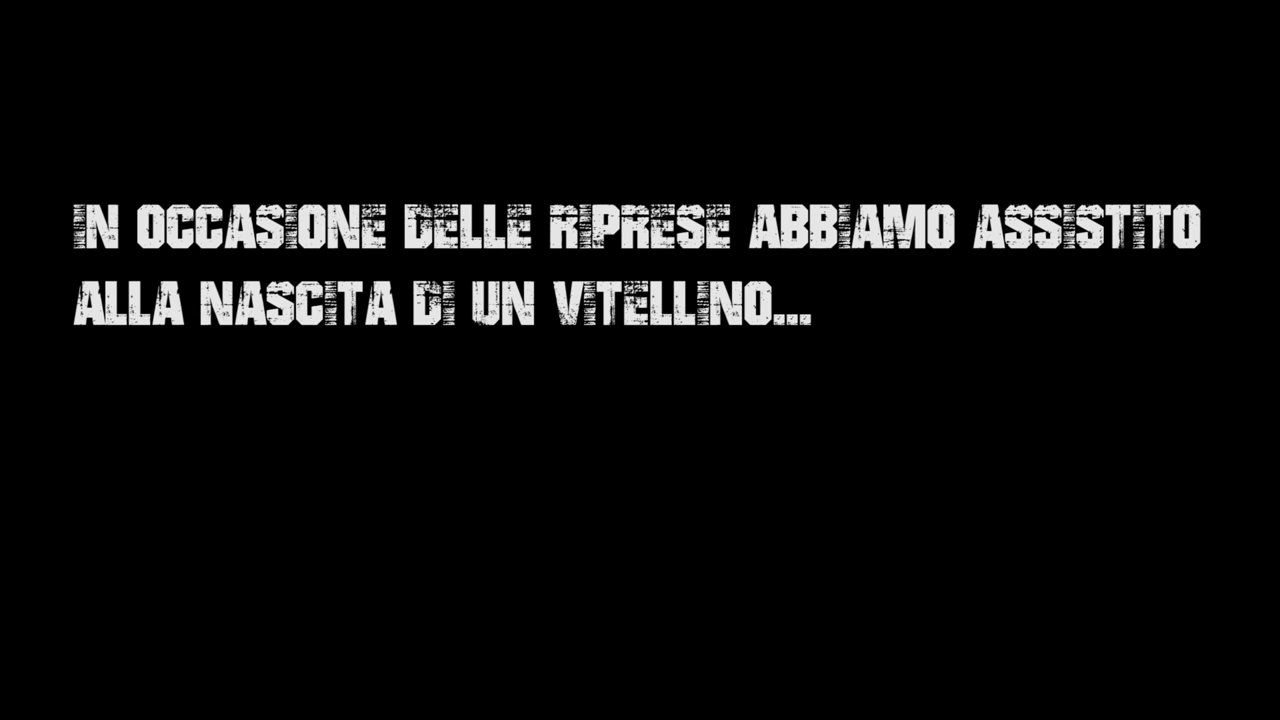 IN OCCASIONE DELLE RIPRESE ABBIAMO ASSISTITO
ALLA NASCITA DI UN VITELLINO...